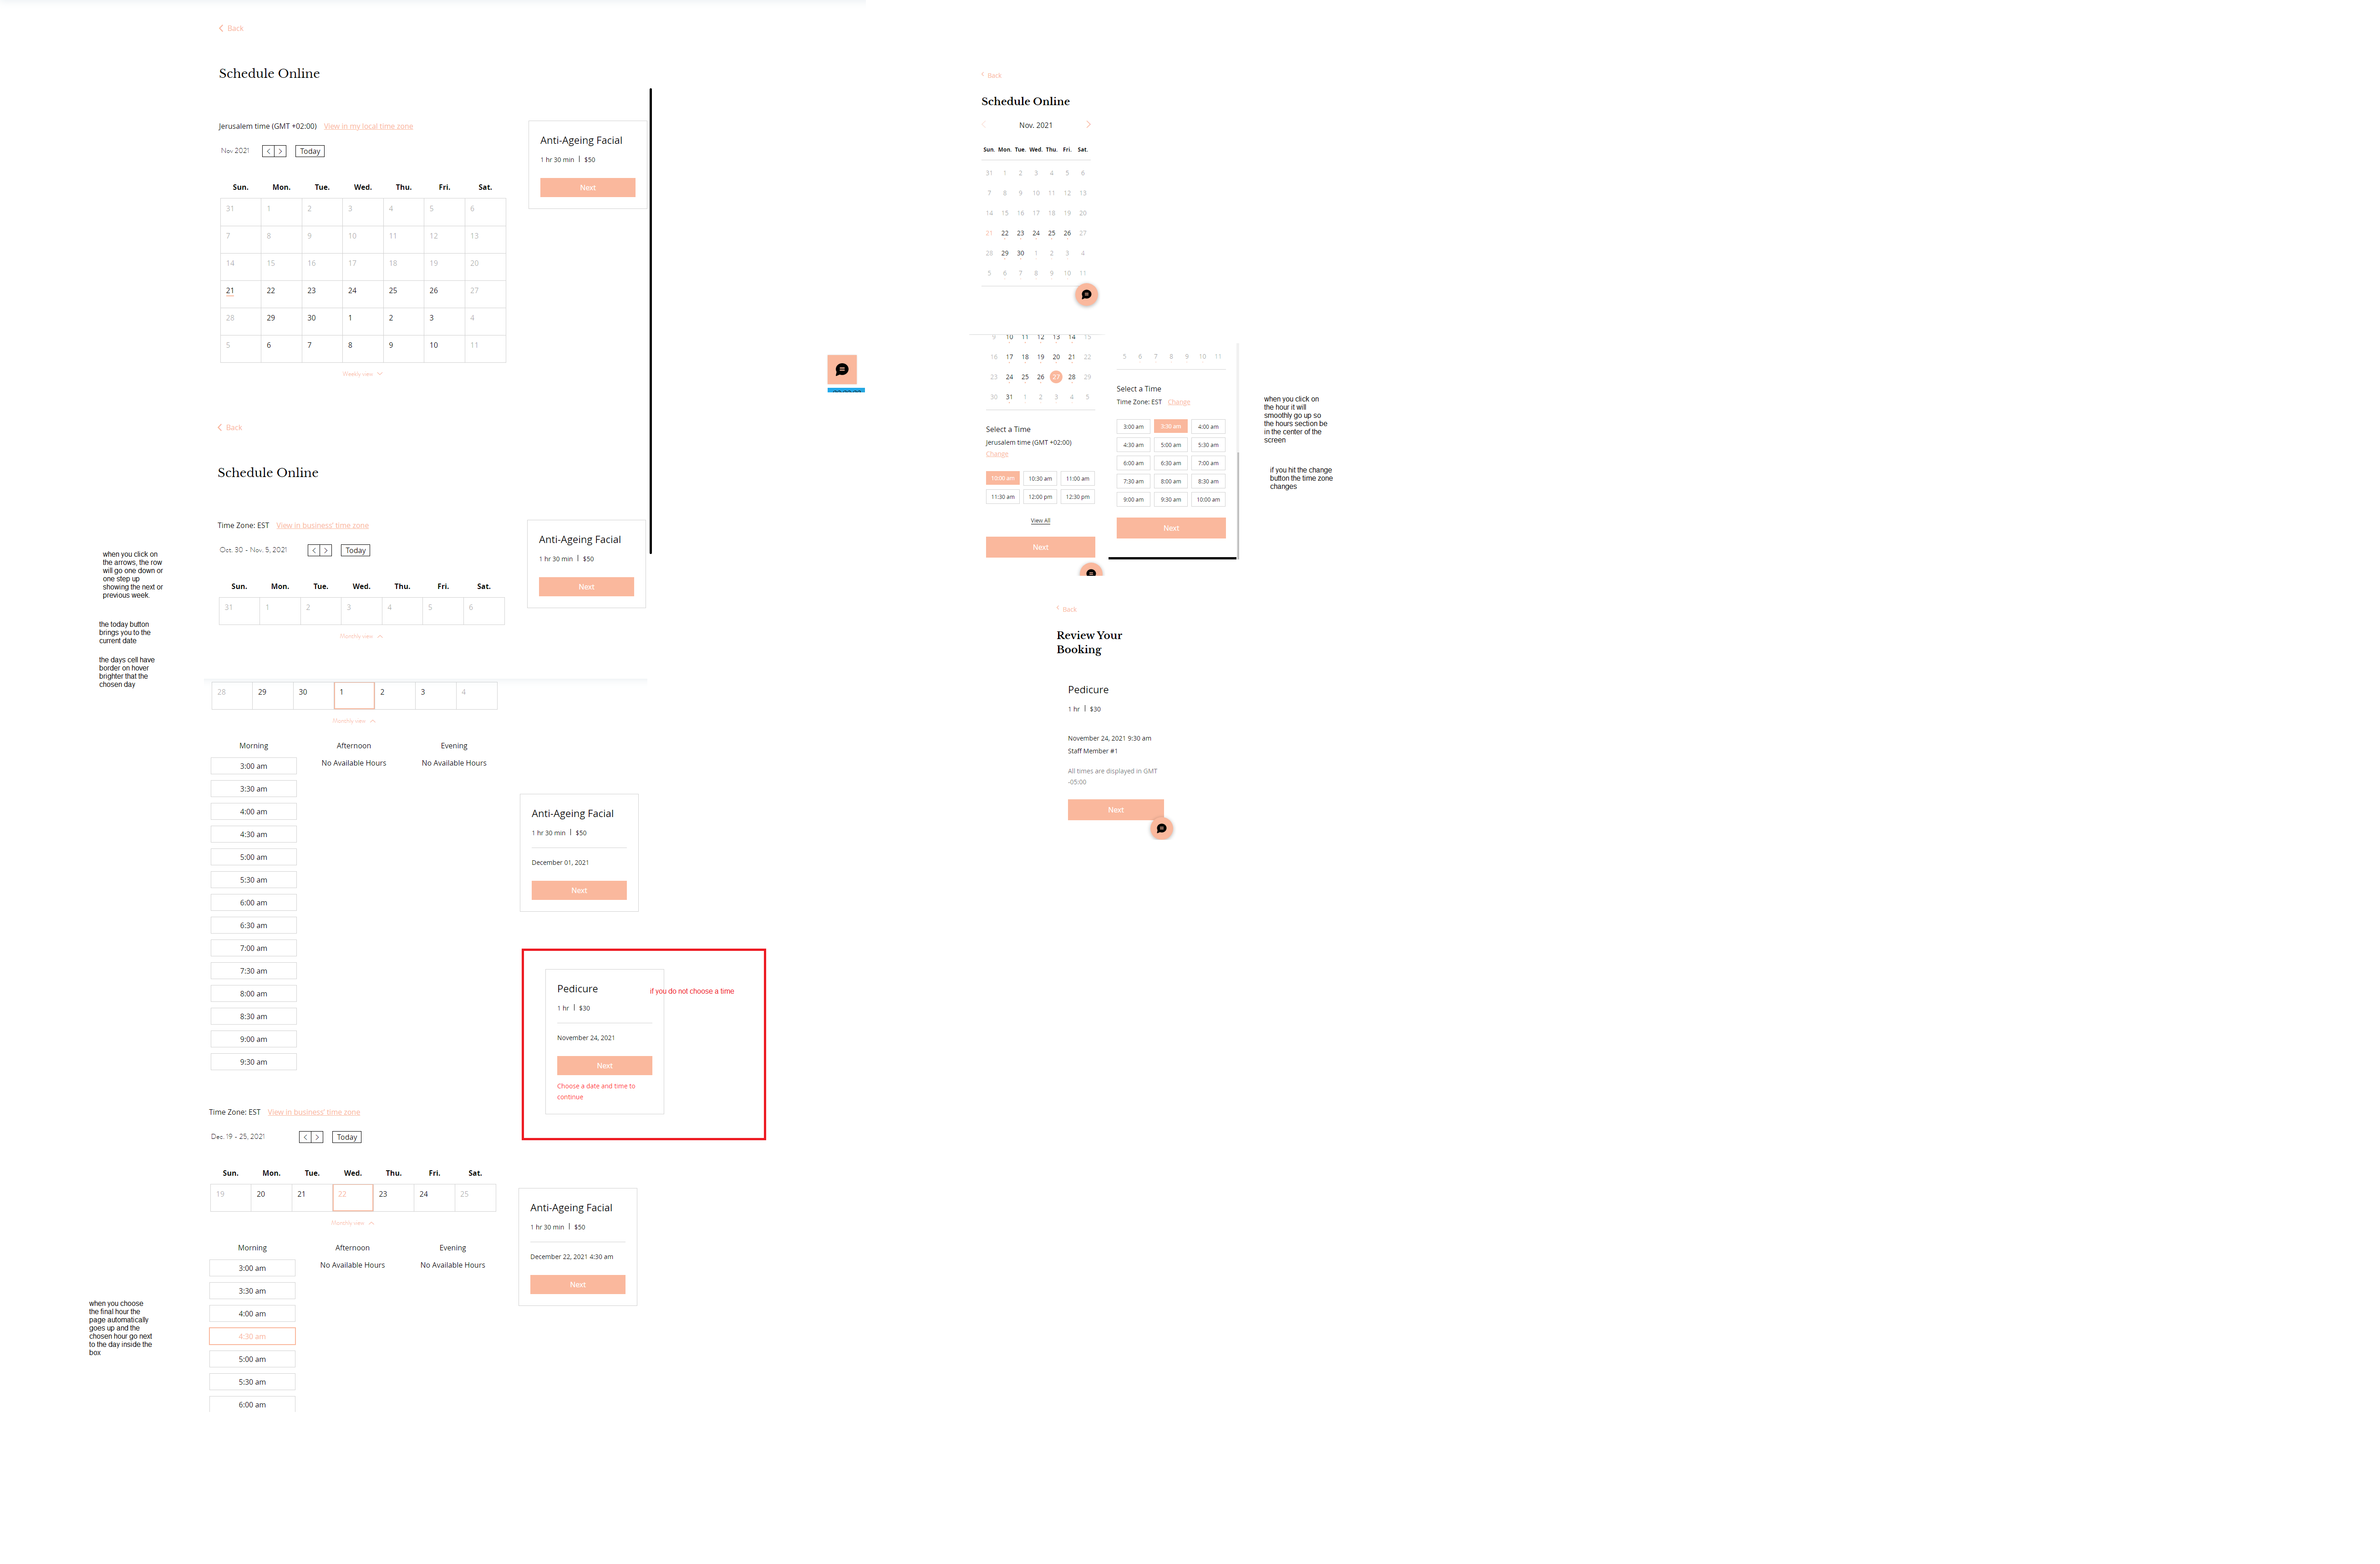 Back
Schedule Online
Jerusalem time (GMT +02:00) View in my local time zone
Nov 2021 Today
Sun. Mon. Tue. Wed. Thu. Fri. Sat.
31 1 2 3 4 5 6
7 8 9 10 11 12 13
14 15 16 17 18 19 20
21 22 23 24 25 26 27
28 29 30 1 2 3 4
5 6 7 8 9 10 11
Weekly view
Anti-Ageing Facial
1 hr 30 min | $50
Next
Back
Schedule Online
Time Zone: EST View in business' time zone
Oct. 30 - Nov. 5, 2021 Today
Sun. Mon. Tue. Wed. Thu. Fri. Sat.
31 1 2 3 4 5 6
Monthly view
Anti-Ageing Facial
1 hr 30 min | $50
Next
when you click on
the arrows, the row
will go one down or
one step up
showing the next or
previous week.
the today button
brings you to the
current date
the days cell have
border on hover
brighter that the
chosen day
28 29 30 1 2 3 4
Monthly view
Morning Afternoon Evening
No Available Hours No Available Hours
3:00 am
3:30 am
4:00 am
4:30 am
5:00 am
5:30 am
6:00 am
6:30 am
7:00 am
7:30 am
8:00 am
8:30 am
9:00 am
9:30 am
Anti-Ageing Facial
1 hr 30 min | $50
December 01, 2021
Next
Pedicure
if you do not choose a time
1 hr | $30
November 24, 2021
Next
Choose a date and time to
continue
Time Zone: EST View in business' time zone
Dec. 19 - 25, 2021 Today
Sun. Mon. Tue. Wed. Thu. Fri. Sat.
19 20 21 22 23 24 25
Monthly view
Morning Afternoon Evening
No Available Hours No Available Hours
3:00 am
3:30 am
4:00 am
4:30 am
5:00 am
5:30 am
6:00 am
Anti-Ageing Facial
1 hr 30 min | $50
December 22, 2021 4:30 am
Next
when you choose
the final hour the
page automatically
goes up and the
chosen hour go next
to the day inside the
box
Back
Schedule Online
Nov. 2021
Sun. Mon. Tue. Wed. Thu. Fri. Sat.
31 1 2 3 4 5 6
7 8 9 10 11 12 13
14 15 16 17 18 19 20
21 22 23 24 25 26 27
28 29 30 1 2 3 4
5 6 7 8 9 10 11
9 10 11 12 13 14 15
16 17 18 19 20 21 22
23 24 25 26 27 28 29
30 31 1 2 3 4 5
Select a Time
Jerusalem time (GMT +02:00)
Change
10:00 am 10:30 am 11:00 am
11:30 am 12:00 pm 12:30 pm
View All
Next
5 6 7 8 9 10 11
Select a Time
Time Zone: EST Change
3:00 am 3:30 am 4:00 am
4:30 am 5:00 am 5:30 am
6:00 am 6:30 am 7:00 am
7:30 am 8:00 am 8:30 am
9:00 am 9:30 am 10:00 am
Next
when you click on
the hour it will
smoothly go up so
the hours section be
in the center of the
screen
if you hit the change
button the time zone
changes
Back
Review Your
Booking
Pedicure
1 hr | $30
November 24, 2021 9:30 am
Staff Member #1
All times are displayed in GMT
-05:00
Next